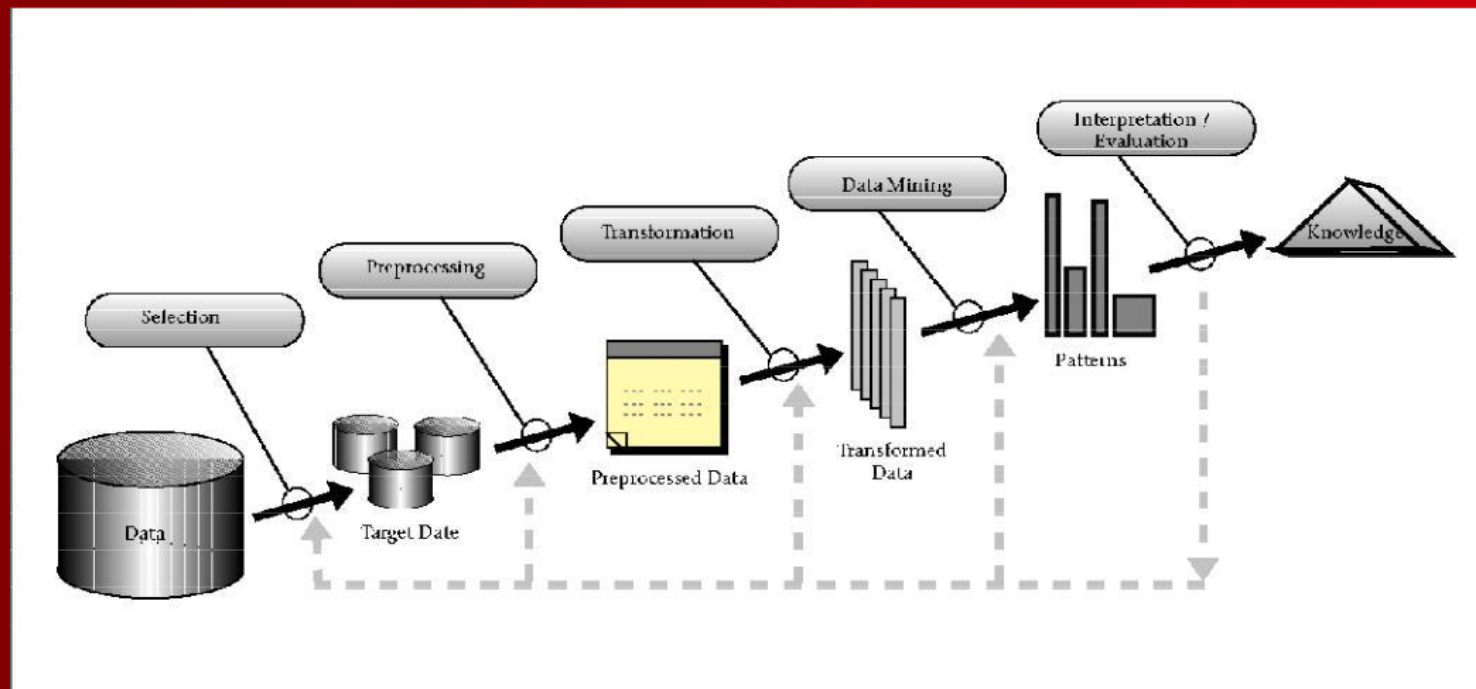 Interpretation /
Evaluation
Data Mining
Transformation
Preprocessing
Selection
Knowledge
Patterns
Transformed
Data
Preprocessed Data
Target Date
Data